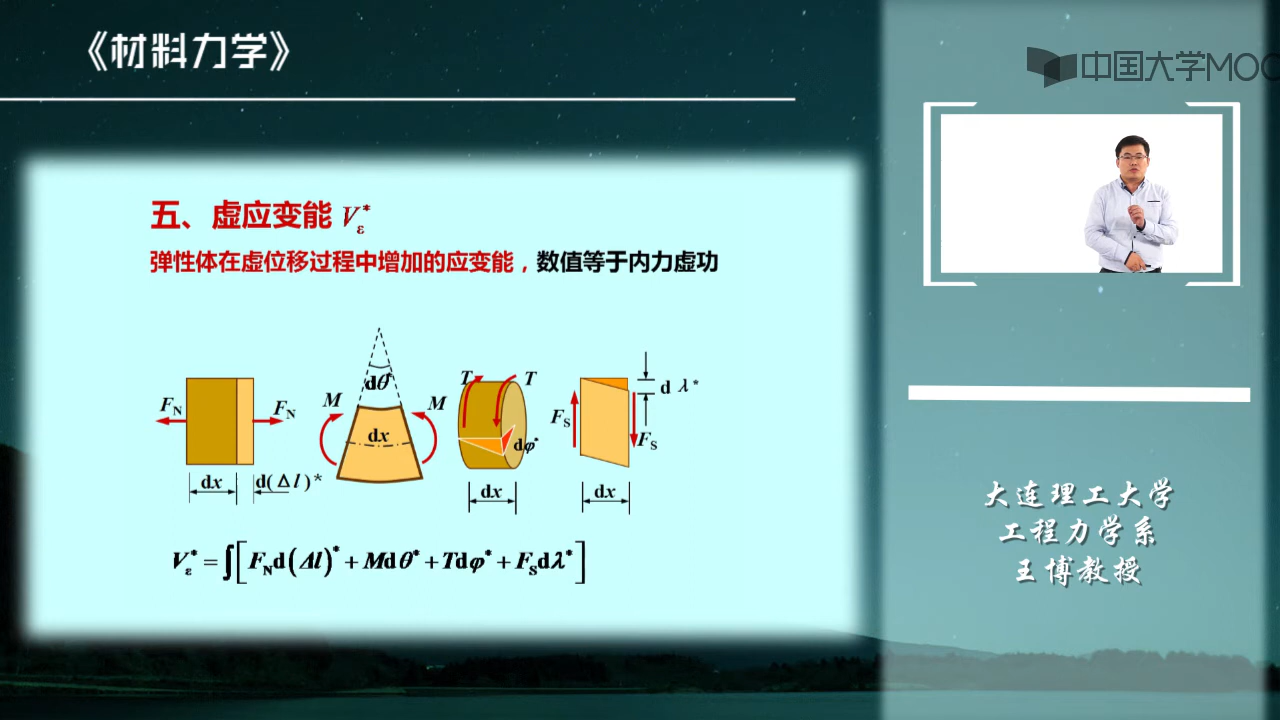 《材料力学》
中国大学MOO
五、虚应变能 V*ε
弹性体在虚位移过程中增加的应变能，数值等于内力虚功
dθ*
T T
d λ*
FN FN
M M
FS
dx
dφ*
FS
dx d(Δl)*
dx dx
Vε* = ∫[FNd(Δl)* + Mdθ* + Tdφ* + FSdλ*]
大连理工大学
工程力学系
王博教授